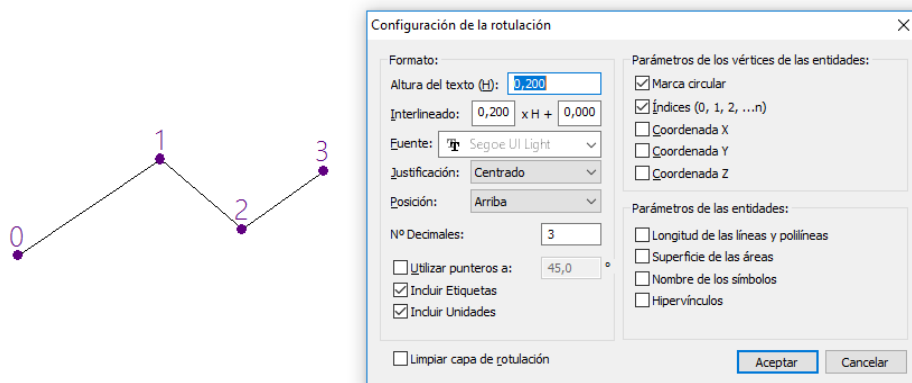 0
1
2
3
Configuración de la rotulación
Formato:
Altura del texto (H): 0,200
Interlineado: 0,200 x H + 0,000
Fuente: Segoe UI Light
Justificación: Centrado
Posición: Arriba
Nº Decimales: 3
Utilizar punteros a: 45,0 º
Incluir Etiquetas
Incluir Unidades
Limpiar capa de rotulación
Parámetros de los vértices de las entidades:
Marca circular
Índices (0, 1, 2, ...n)
Coordenada X
Coordenada Y
Coordenada Z
Parámetros de las entidades:
Longitud de las líneas y polilíneas
Superficie de las áreas
Nombre de los símbolos
Hipervínculos
Aceptar
Cancelar